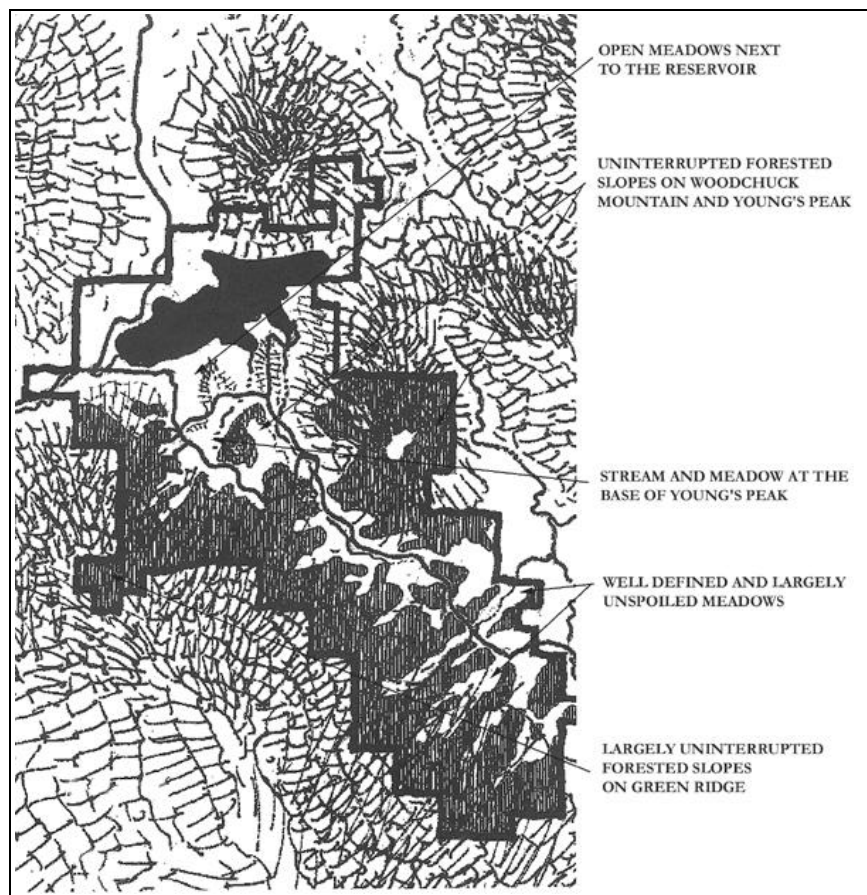 OPEN MEADOWS NEXT
TO THE RESERVOIR
UNINTERRUPTED FORESTED
SLOPES ON WOODCHUCK
MOUNTAIN AND YOUNG'S PEAK
STREAM AND MEADOW AT THE
BASE OF YOUNG'S PEAK
WELL DEFINED AND LARGELY
UNSPOILED MEADOWS
LARGELY UNINTERRUPTED
FORESTED SLOPES
ON GREEN RIDGE